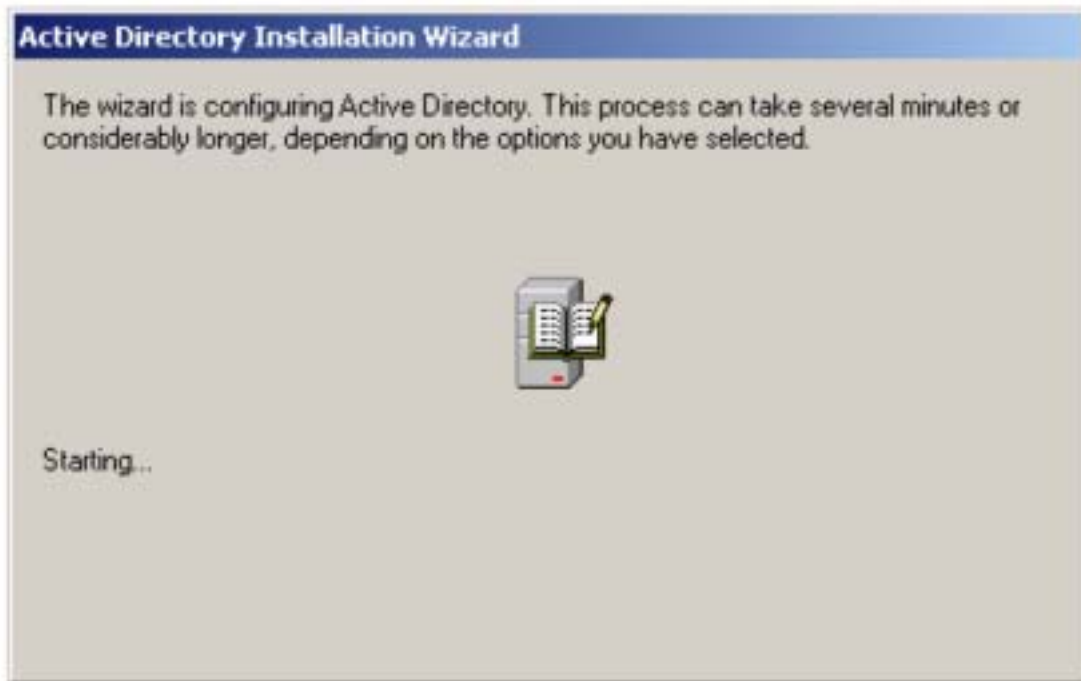 Active Directory Installation Wizard
The wizard is configuring Active Directory. This process can take several minutes or
considerably longer, depending on the options you have selected.
Starting...